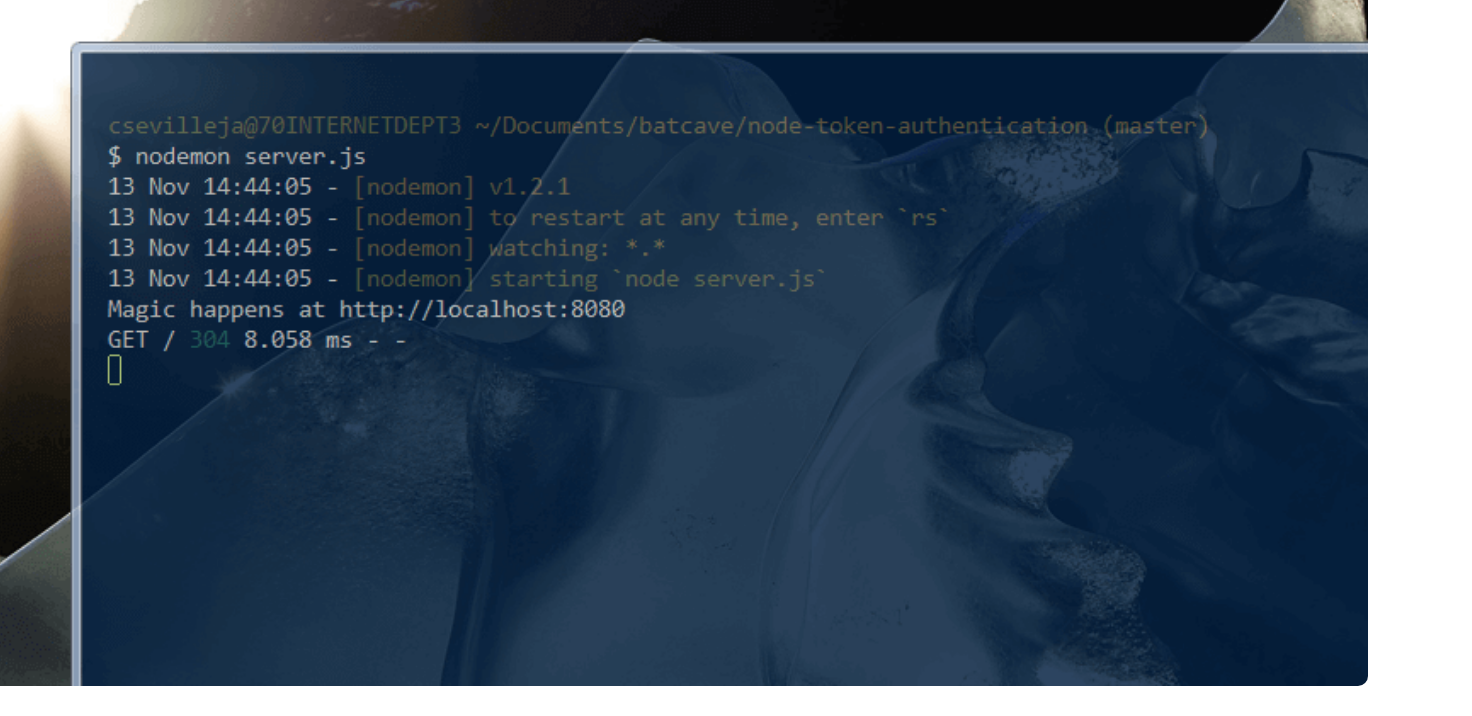 csevilleja@70INTERNETDEPT3 ~/Documents/batcave/node-token-authentication (master)
$ nodemon server.js
13 Nov 14:44:05 - [nodemon] v1.2.1
13 Nov 14:44:05 - [nodemon] to restart at any time, enter `rs`
13 Nov 14:44:05 - [nodemon] watching: *.*
13 Nov 14:44:05 - [nodemon] starting `node server.js`
Magic happens at http://localhost:8080
GET / 304 8.058 ms - -